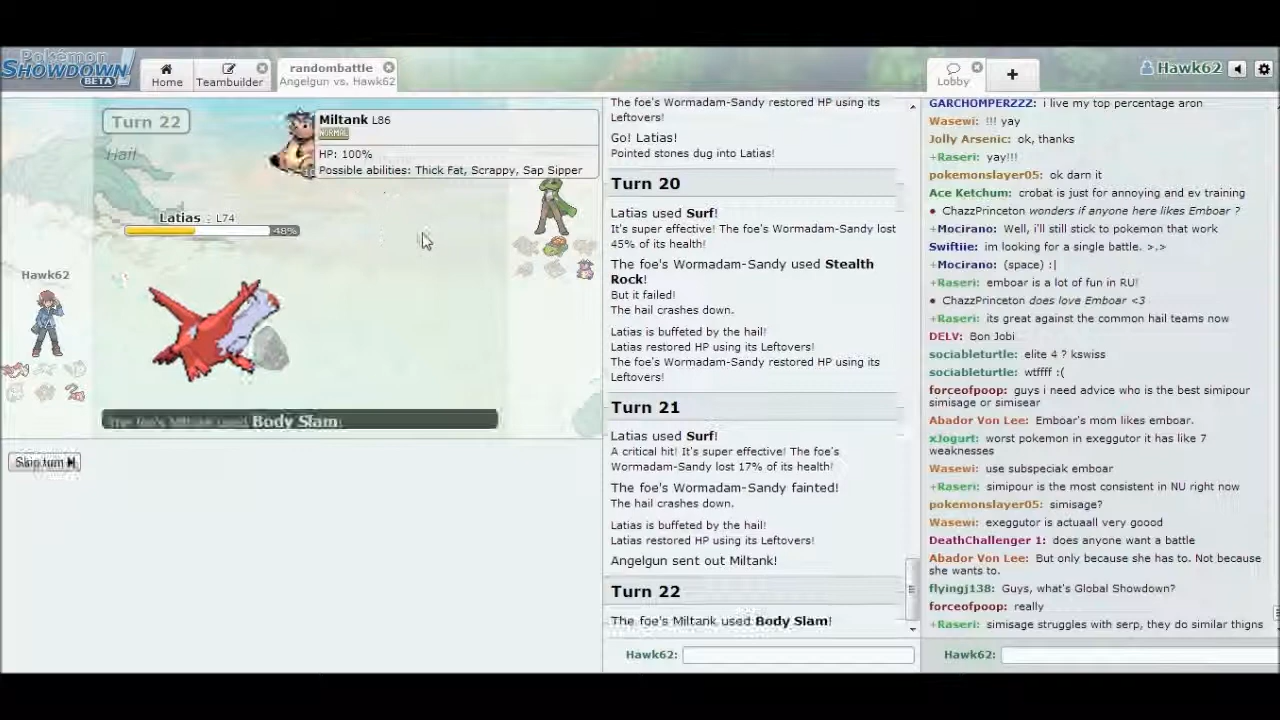 Pokémon
SHOWDOWN
BETA
Home
Teambuilder
randombattle
Angelgun vs. Hawk62
Lobby
Hawk62
Turn 22
Hail
Miltank L86
NORMAL
HP: 100%
Possible abilities: Thick Fat, Scrappy, Sap Sipper
Latias L74
48%
Hawk62
The foe's Miltank used Body Slam!
Skip turn
The foe's Wormadam-Sandy restored HP using its
Leftovers!
Go! Latias!
Pointed stones dug into Latias!
Turn 20
Latias used Surf!
It's super effective! The foe's Wormadam-Sandy lost
45% of its health!
The foe's Wormadam-Sandy used Stealth
Rock!
But it failed!
The hail crashes down.
Latias is buffeted by the hail!
Latias restored HP using its Leftovers!
The foe's Wormadam-Sandy restored HP using its
Leftovers!
Turn 21
Latias used Surf!
A critical hit! It's super effective! The foe's
Wormadam-Sandy lost 17% of its health!
The foe's Wormadam-Sandy fainted!
The hail crashes down.
Latias is buffeted by the hail!
Latias restored HP using its Leftovers!
Angelgun sent out Miltank!
Turn 22
The foe's Miltank used Body Slam!
Hawk62:
GARCHOMPERZZZ: i live my top percentage aron
Wasewi: !!! yay
Jolly Arsenic: ok, thanks
+Raseri: yay!!!
pokemonslayer05: ok darn it
Ace Ketchum: crobat is just for annoying and ev training
• ChazzPrinceton wonders if anyone here likes Emboar ?
+Mocirano: Well, i'll still stick to pokemon that work
Swiftiie: im looking for a single battle. >.>
+Mocirano: (space) :|
+Raseri: emboar is a lot of fun in RU!
• ChazzPrinceton does love Emboar <3
+Raseri: its great against the common hail teams now
DELV: Bon Jobi
sociableturtle: elite 4 ? kswiss
sociableturtle: wtffff :(
forceofpoop: guys i need advice who is the best simipour
simisage or simisear
Abador Von Lee: Emboar's mom likes emboar.
xJogurt: worst pokemon in exeggutor it has like 7
weaknesses
Wasewi: use subspeciak emboar
+Raseri: simipour is the most consistent in NU right now
pokemonslayer05: simisage?
Wasewi: exeggutor is actuaall very goood
DeathChallenger 1: does anyone want a battle
Abador Von Lee: But only because she has to. Not because
she wants to.
flyingj138: Guys, what's Global Showdown?
forceofpoop: really
+Raseri: simisage struggles with serp, they do similar thigns
Hawk62: